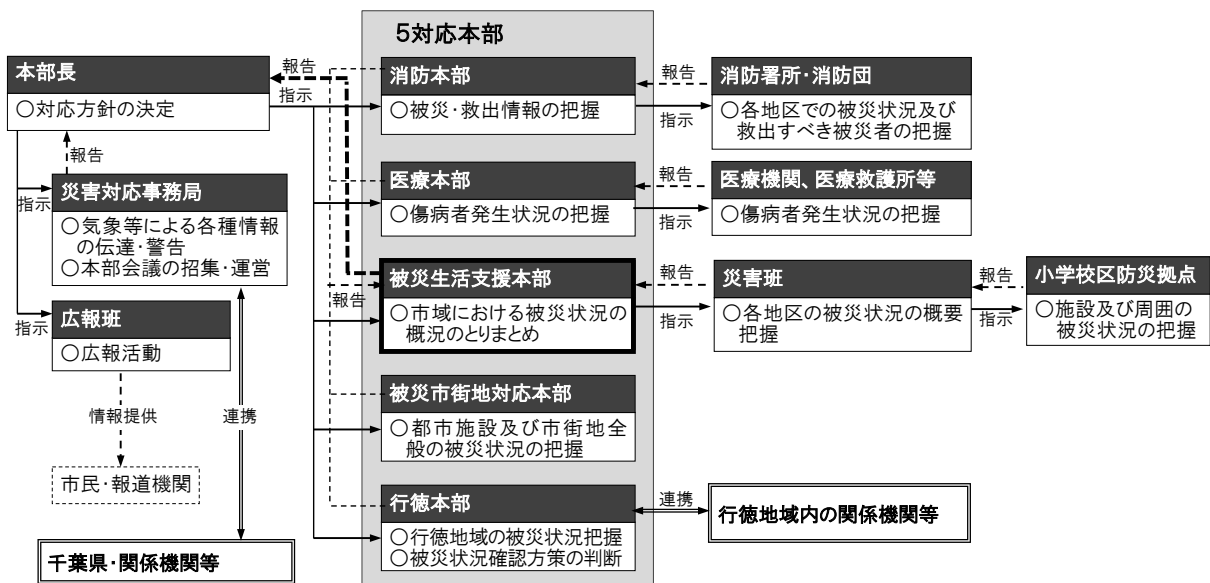 5対応本部
本部長
○対応方針の決定
報告
指示
報告
指示
災害対応事務局
○気象等による各種情報
の伝達・警告
○本部会議の招集・運営
指示
広報班
○広報活動
情報提供
連携
市民・報道機関
千葉県・関係機関等
消防本部
○被災・救出情報の把握
報告
指示
消防署所・消防団
○各地区での被災状況及び
救出すべき被災者の把握
医療本部
○傷病者発生状況の把握
報告
指示
医療機関、医療救護所等
○傷病者発生状況の把握
被災生活支援本部
報告
○市域における被災状況の
概況のとりまとめ
報告
指示
災害班
○各地区の被災状況の概要
把握
報告
指示
小学校区防災拠点
○施設及び周囲の
被災状況の把握
被災市街地対応本部
○都市施設及び市街地全
般の被災状況の把握
行徳本部
○行徳地域の被災状況把握
○被災状況確認方策の判断
連携
行徳地域内の関係機関等